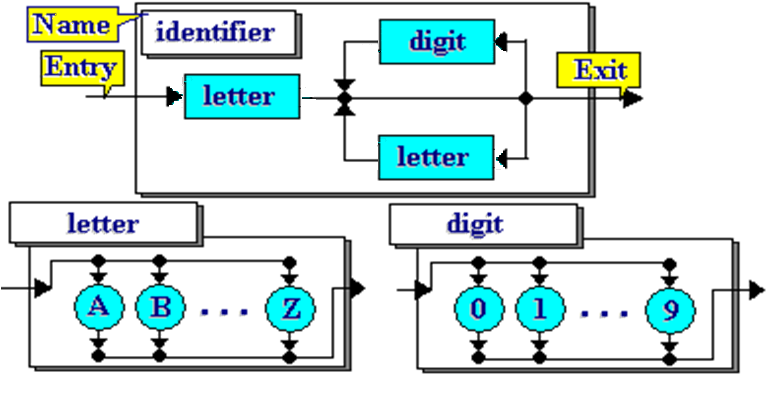 Name
identifier
digit
Entry
Exit
letter
letter
letter
digit
A B ... Z
0 1 ... 9